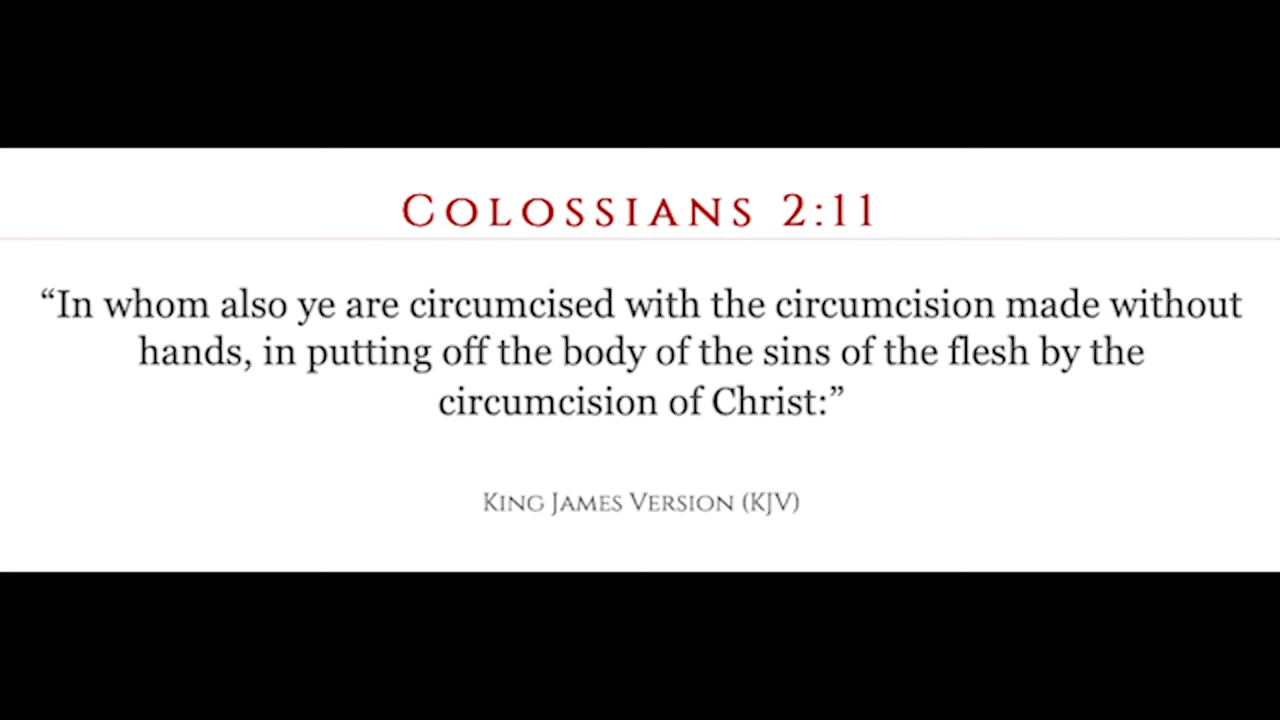 Colossians 2:11
“In whom also ye are circumcised with the circumcision made without
hands, in putting off the body of the sins of the flesh by the
circumcision of Christ:”
King James Version (KJV)